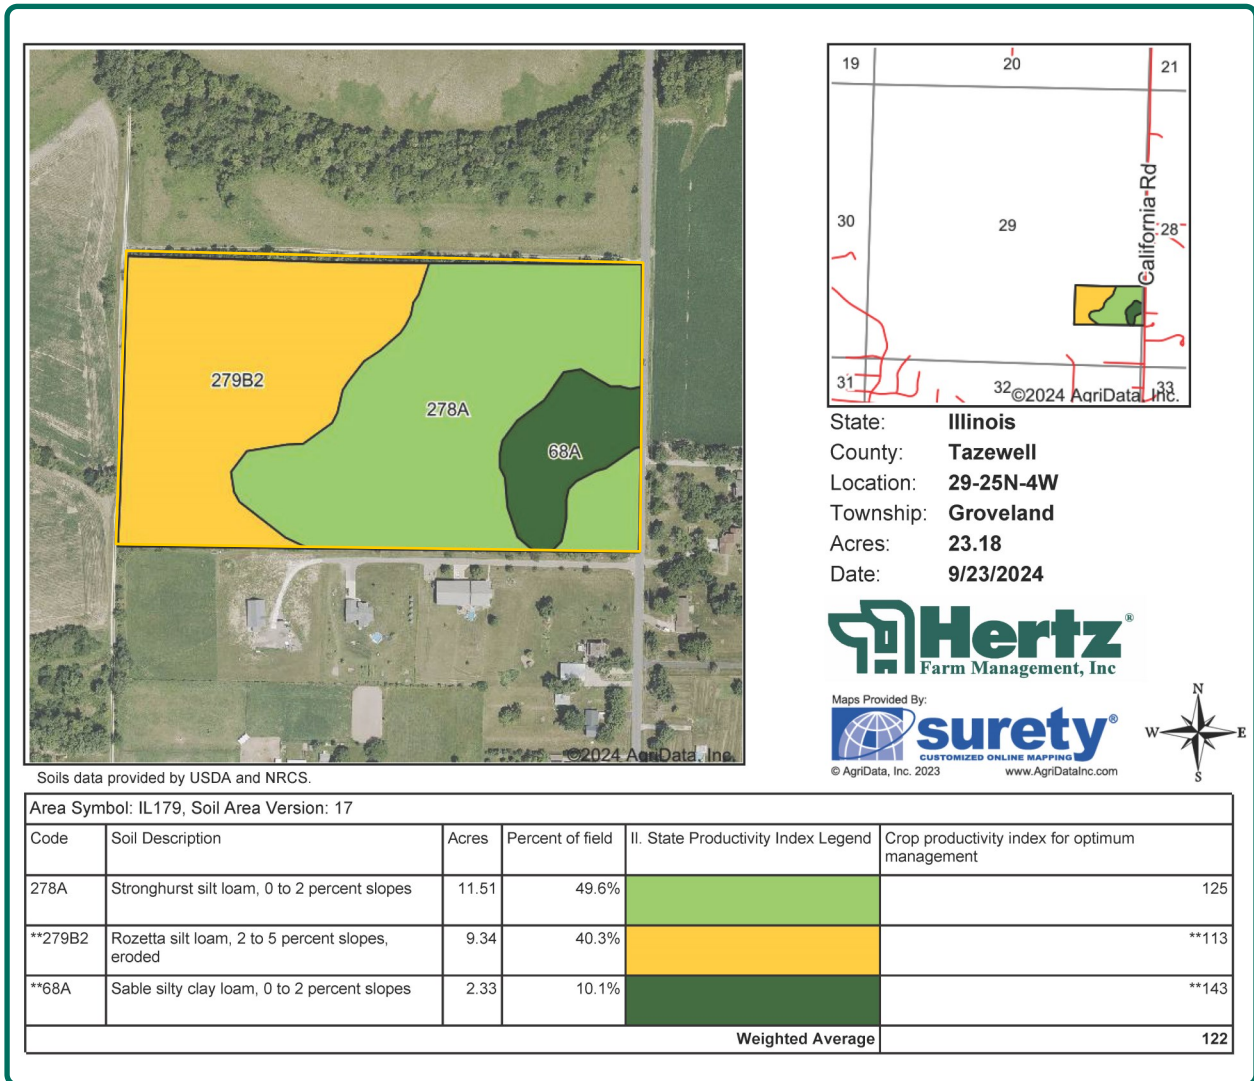 279B2
278A
68A
©2024 AgriData, Inc.
Soils data provided by USDA and NRCS.
19
20
21
30
29
28
California Rd
31
32
33
©2024 AgriData, Inc.
State: Illinois
County: Tazewell
Location: 29-25N-4W
Township: Groveland
Acres: 23.18
Date: 9/23/2024
Hertz®
Farm Management, Inc
Maps Provided By:
surety®
CUSTOMIZED ONLINE MAPPING
© AgriData, Inc. 2023 www.AgriDataInc.com
N
W E
S
Area Symbol: IL179, Soil Area Version: 17
Code Soil Description Acres Percent of field II. State Productivity Index Legend Crop productivity index for optimum
management
278A Stronghurst silt loam, 0 to 2 percent slopes 11.51 49.6% 125
**279B2 Rozetta silt loam, 2 to 5 percent slopes, 9.34 40.3% **113
eroded
**68A Sable silty clay loam, 0 to 2 percent slopes 2.33 10.1% **143
Weighted Average 122